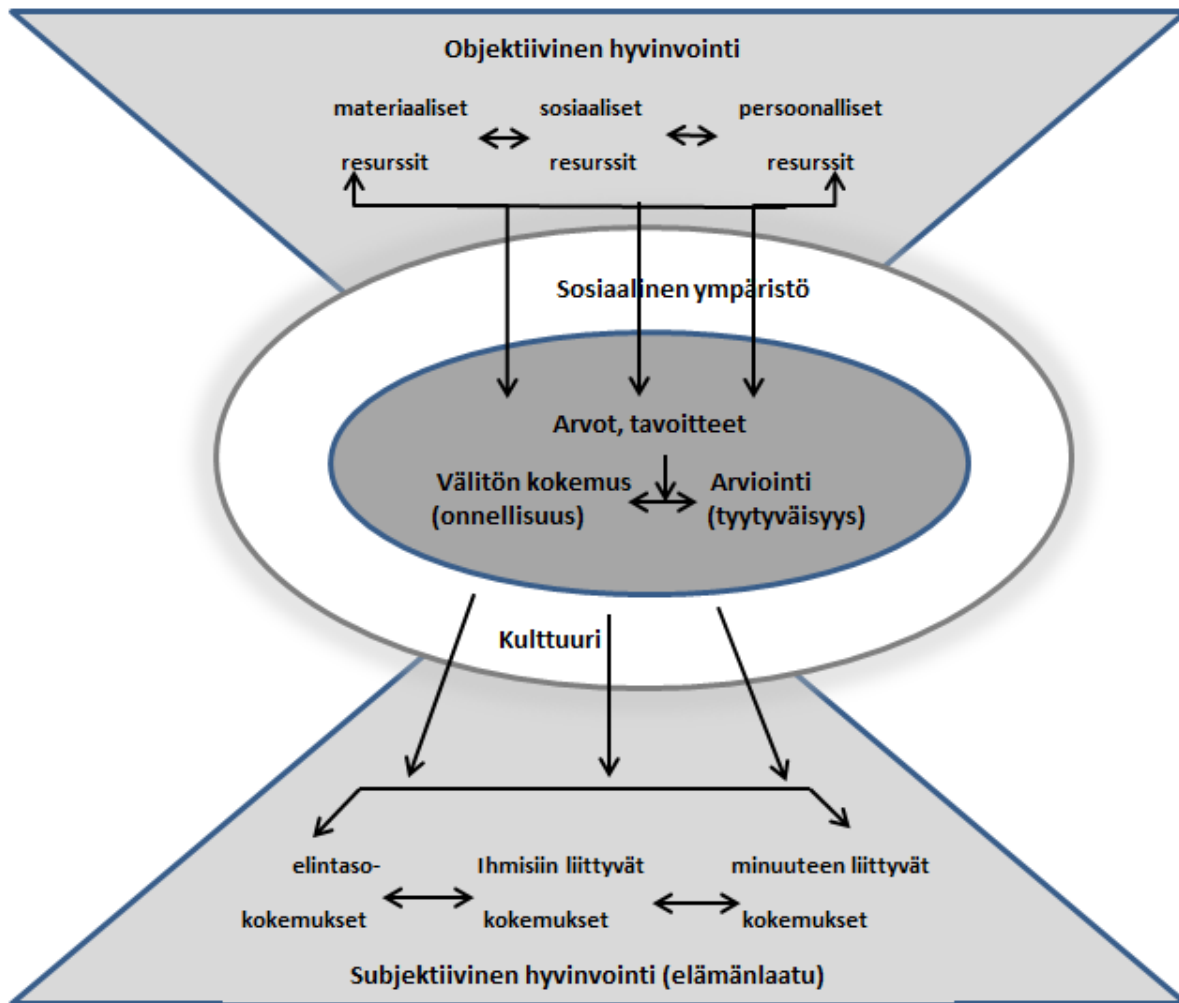 Objektiivinen hyvinvointi
materiaaliset sosiaaliset persoonalliset
resurssit resurssit resurssit
Sosiaalinen ympäristö
Arvot, tavoitteet
Välitön kokemus Arviointi
(onnellisuus) (tyytyväisyys)
Kulttuuri
elintaso- Ihmisiin liittyvät minuuteen liittyvät
kokemukset kokemukset kokemukset
Subjektiivinen hyvinvointi (elämänlaatu)